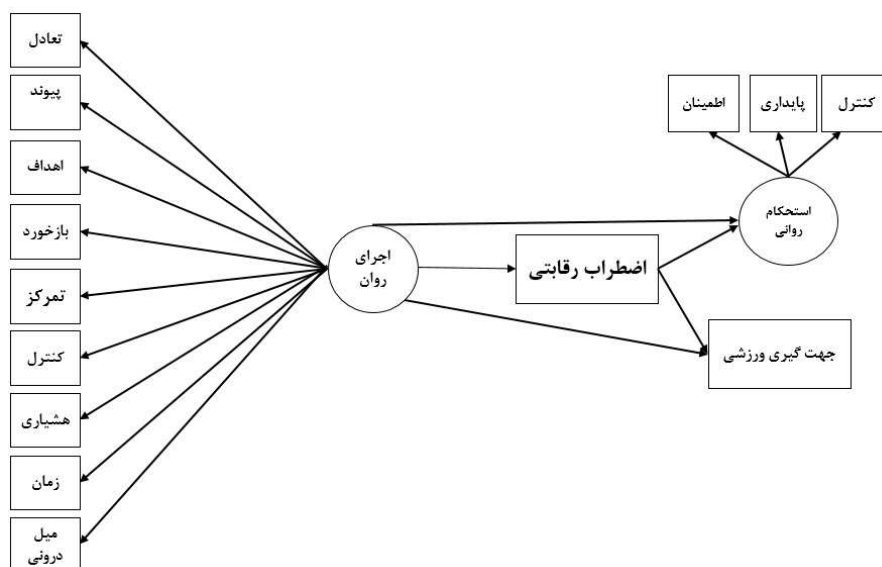 تعادل
پیوند
اهداف
بازخورد
تمرکز
کنترل
هشیاری
زمان
میل
درونی
اجرای
روان
اضطراب رقابتی
کنترل
پایداری
اطمینان
استحکام
روانی
جهت گیری ورزشی